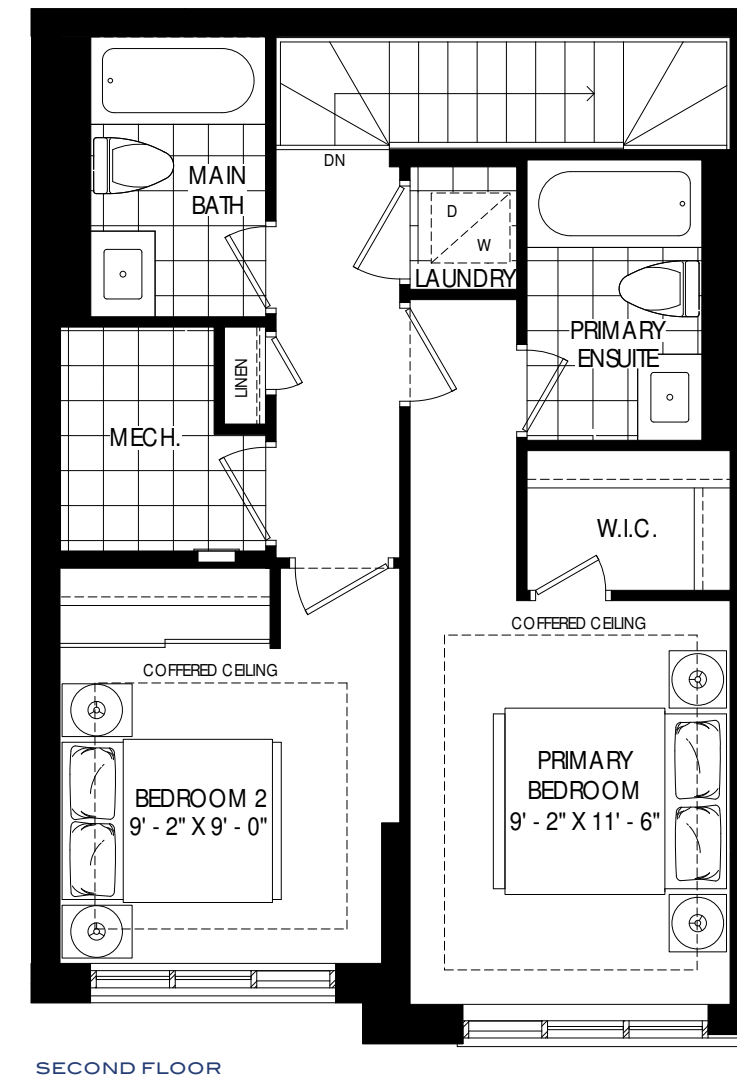 DN
MAIN
BATH
D
W
LAUNDRY
PRIMARY
ENSUITE
LINEN
MECH.
W.I.C.
COFFERED CEILING
COFFERED CEILING
PRIMARY
BEDROOM
9' - 2" X 11' - 6"
BEDROOM 2
9' - 2" X 9' - 0"
SECOND FLOOR